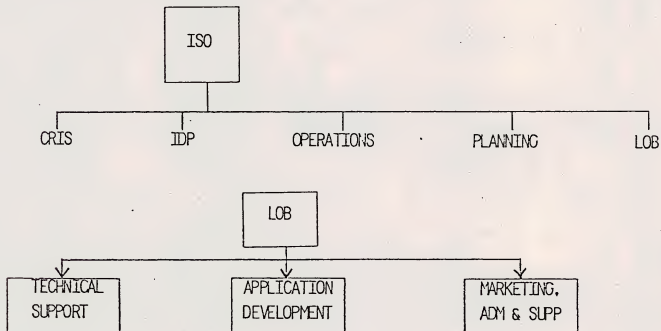 ISO
CRIS IDP OPERATIONS PLANNING LOB
LOB
TECHNICAL SUPPORT
APPLICATION DEVELOPMENT
MARKETING, ADM & SUPP